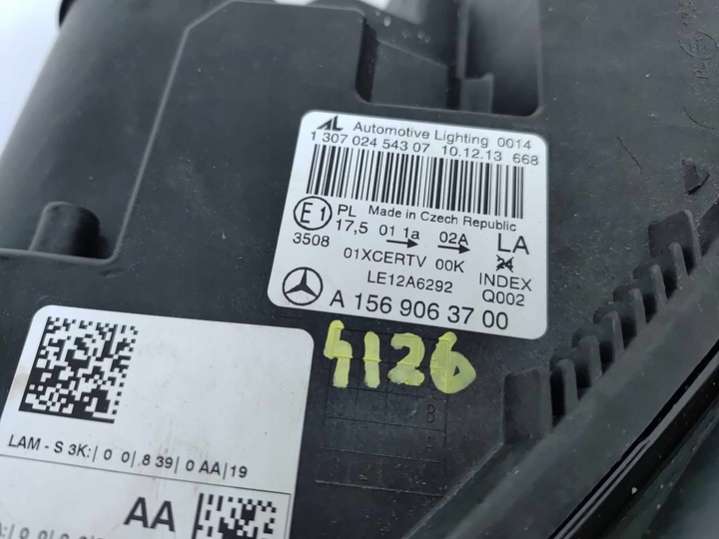 AL Automotive Lighting 0014
1 307 024 543 07 10.12.13 668
E1 PL Made in Czech Republic
17,5 01 1a 02A LA
3508
01XCERTV 00K 24 INDEX
LE12A6292 Q002
A 156 906 37 00
4126
B
LAM - S 3K:| 0 0| 8 39| 0 AA| 19
AA